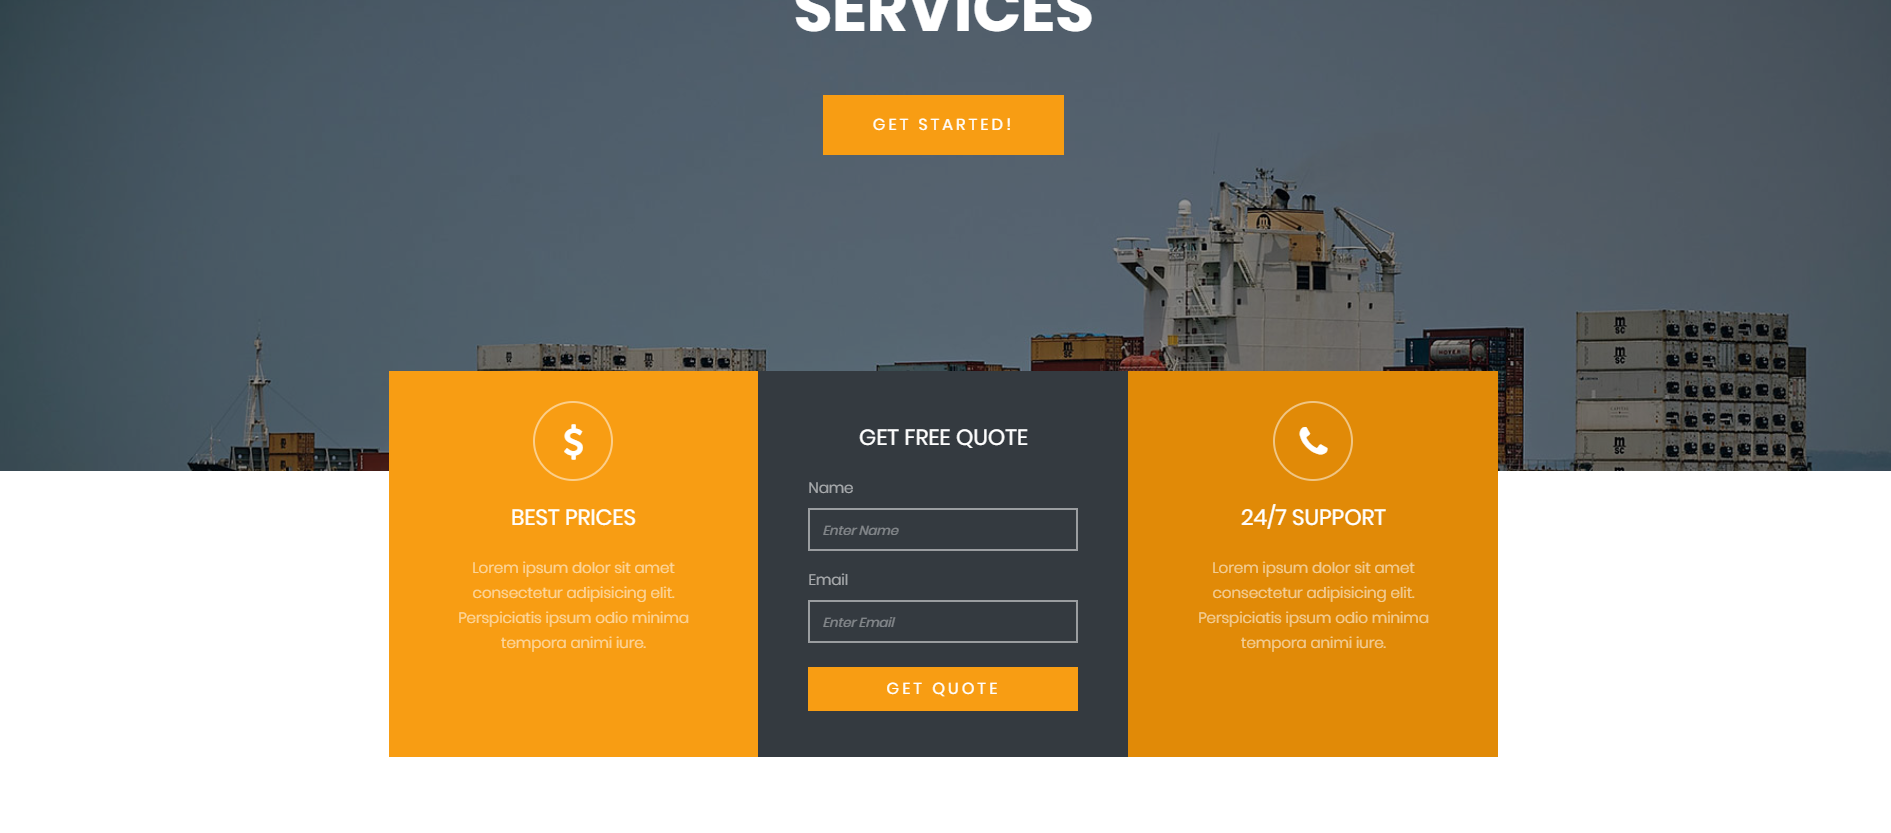 SERVICES
GET STARTED!
BEST PRICES
Lorem ipsum dolor sit amet
consectetur adipisicing elit.
Perspiciatis ipsum odio minima
tempora animi iure.
GET FREE QUOTE
Name
Enter Name
Email
Enter Email
GET QUOTE
24/7 SUPPORT
Lorem ipsum dolor sit amet
consectetur adipisicing elit.
Perspiciatis ipsum odio minima
tempora animi iure.